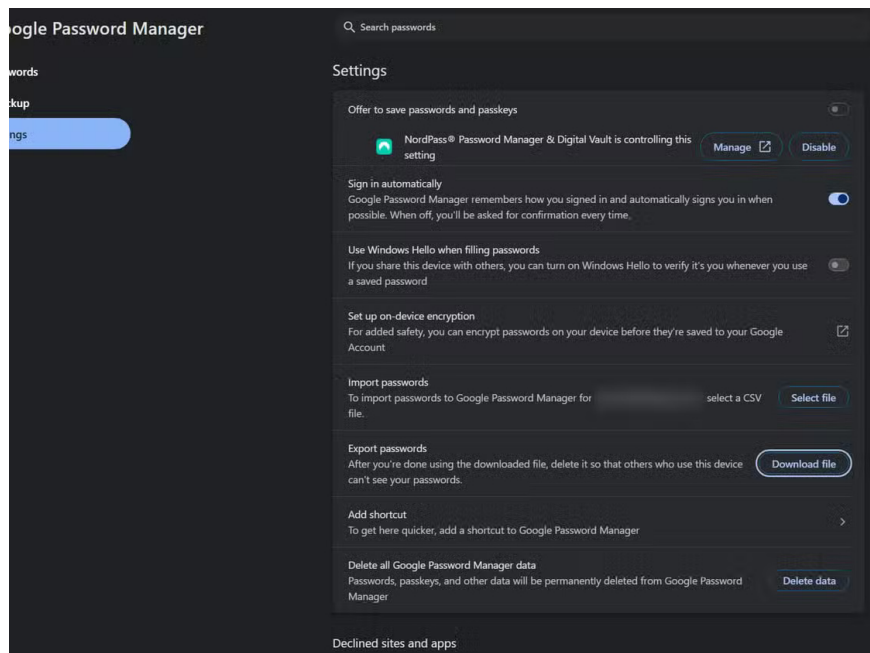 ogle Password Manager
Search passwords
words
Settings
ckup
ngs
Offer to save passwords and passkeys
NordPass® Password Manager & Digital Vault is controlling this
setting
Manage
Disable
Sign in automatically
Google Password Manager remembers how you signed in and automatically signs you in when
possible. When off, you'll be asked for confirmation every time.
Use Windows Hello when filling passwords
If you share this device with others, you can turn on Windows Hello to verify it's you whenever you use
a saved password
Set up on-device encryption
For added safety, you can encrypt passwords on your device before they're saved to your Google
Account
Import passwords
To import passwords to Google Password Manager for select a CSV
file.
Select file
Export passwords
After you're done using the downloaded file, delete it so that others who use this device
can't see your passwords.
Download file
Add shortcut
To get here quicker, add a shortcut to Google Password Manager
Delete all Google Password Manager data
Passwords, passkeys, and other data will be permanently deleted from Google Password
Manager
Delete data
Declined sites and apps